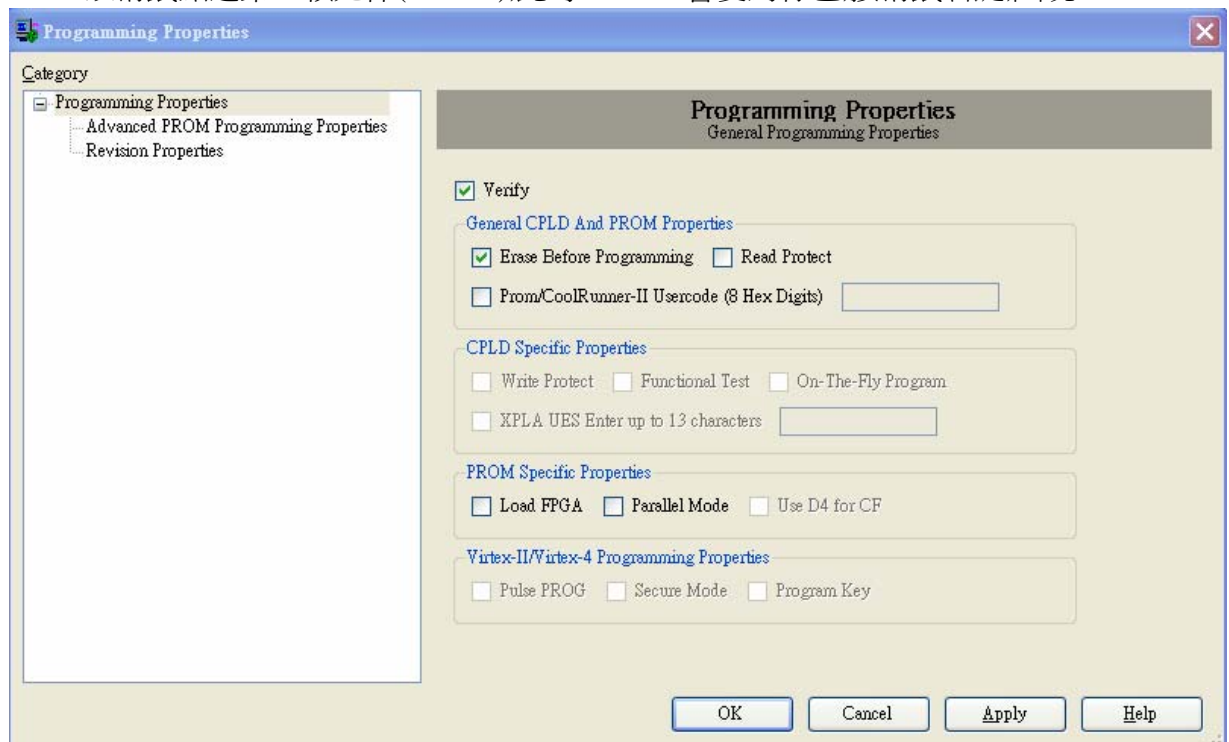 Programming Properties
Category
Programming Properties
Advanced PROM Programming Properties
Revision Properties
Programming Properties
General Programming Properties
Verify
General CPLD And PROM Properties
Erase Before Programming Read Protect
Prom/CoolRunner-II Usercode (8 Hex Digits)
CPLD Specific Properties
Write Protect Functional Test On-The-Fly Program
XPLA UES Enter up to 13 characters
PROM Specific Properties
Load FPGA Parallel Mode Use D4 for CF
Virtex-II/Virtex-4 Programming Properties
Pulse PROG Secure Mode Program Key
OK Cancel Apply Help